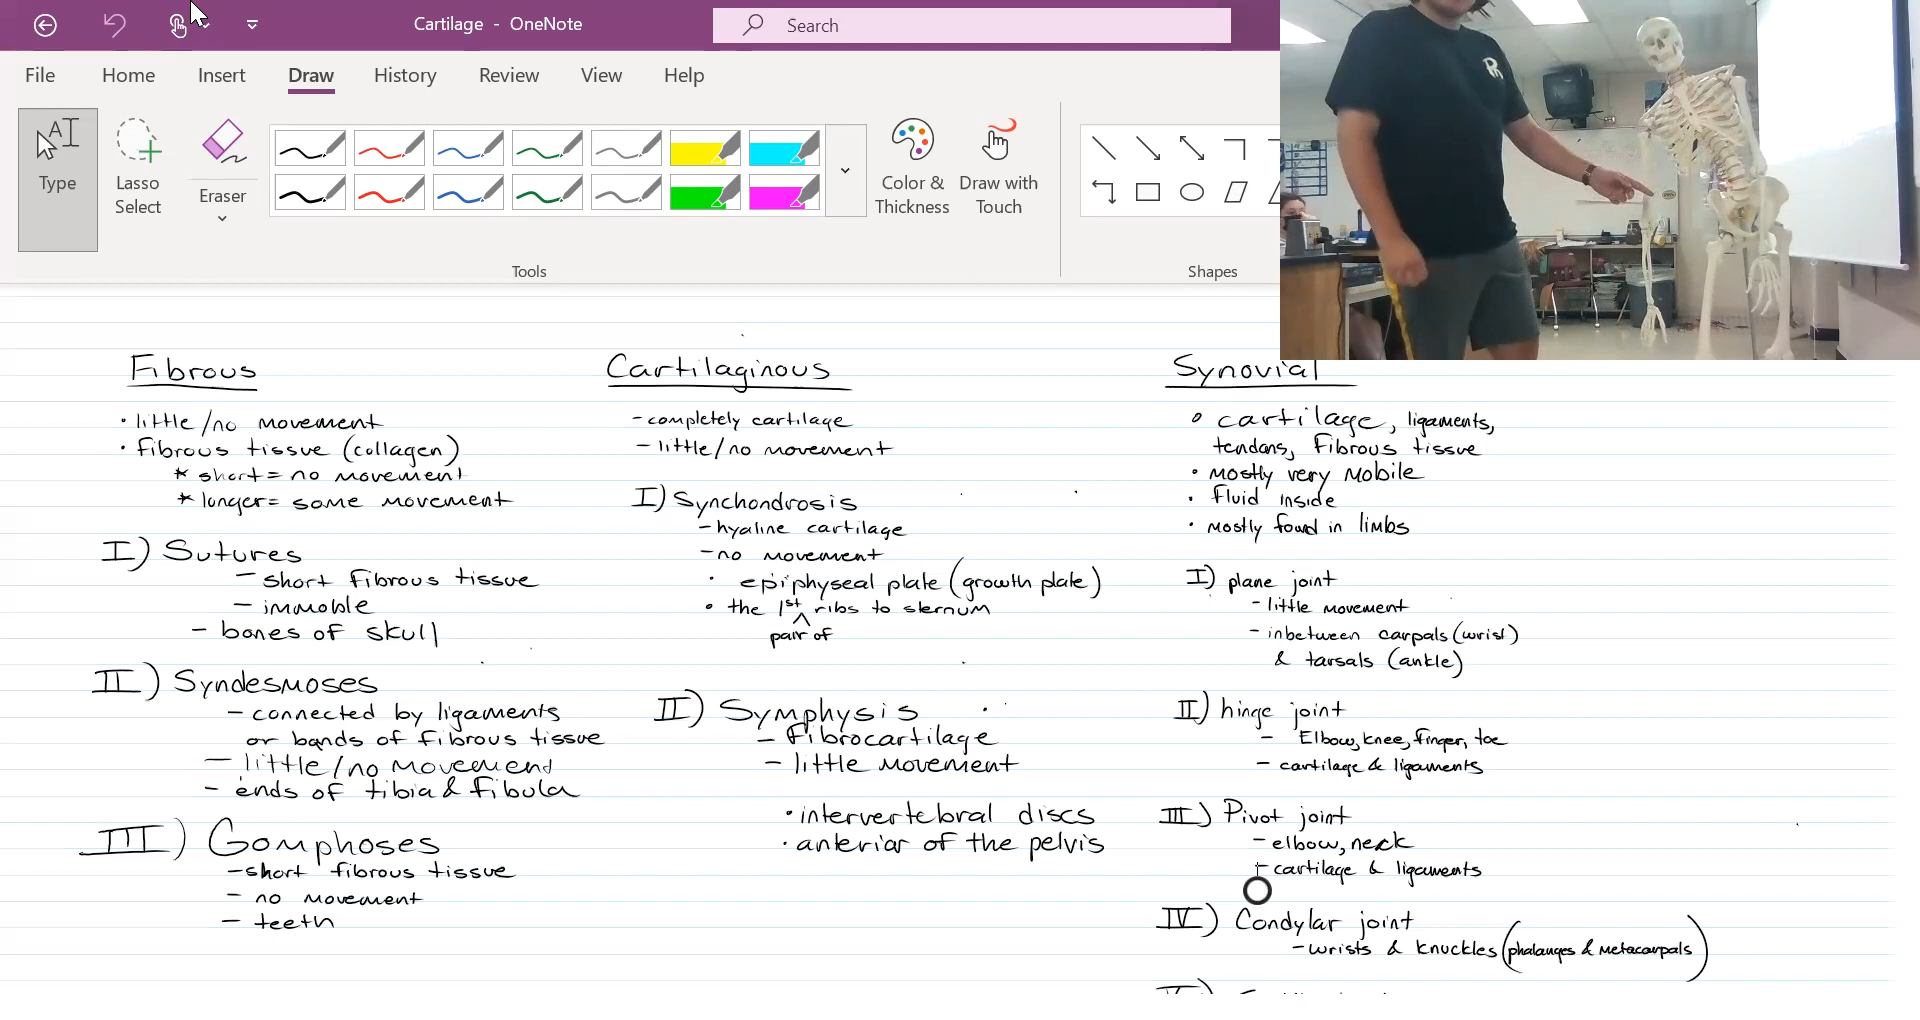 Cartilage - OneNote
Search
File Home Insert Draw History Review View Help
Type
Lasso Select
Eraser
Color & Thickness
Draw with Touch
Tools
Shapes
Fibrous
· little/no movement
· Fibrous tissue (collagen)
* short = no movement
* longer = some movement
I) Sutures
- short fibrous tissue
- immoble
- bones of skull
II) Syndesmoses
- connected by ligaments
or bands of fibrous tissue
- little/no movement
- ends of tibia & fibula
III) Gomphoses
- short fibrous tissue
- no movement
- teeth
Cartilaginous
- completely cartilage
- little/no movement
I) Synchondrosis
- hyaline cartilage
- no movement
· epiphyseal plate (growth plate)
· the 1st ^ ribs to sternum
pair of
II) Symphysis
- fibrocartilage
- little movement
· intervertebral discs
· anterior of the pelvis
Synovial
· cartilage, ligaments,
tendons, Fibrous tissue
· mostly very mobile
· fluid inside
· mostly found in limbs
I) plane joint
- little movement
- inbetween carpals (wrist)
& tarsals (ankle)
II) hinge joint
- Elbow, knee, finger, toe
- cartilage & ligaments
III) Pivot joint
- elbow, neck
- cartilage & ligaments
IV) Condylar joint
- wrists & knuckles (phalanges & metacarpals)